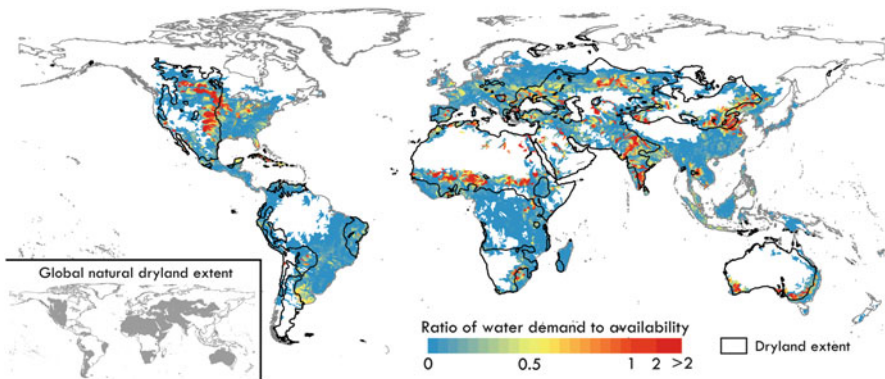 Global natural dryland extent
Ratio of water demand to availability
0 0.5 1 2 >2
Dryland extent